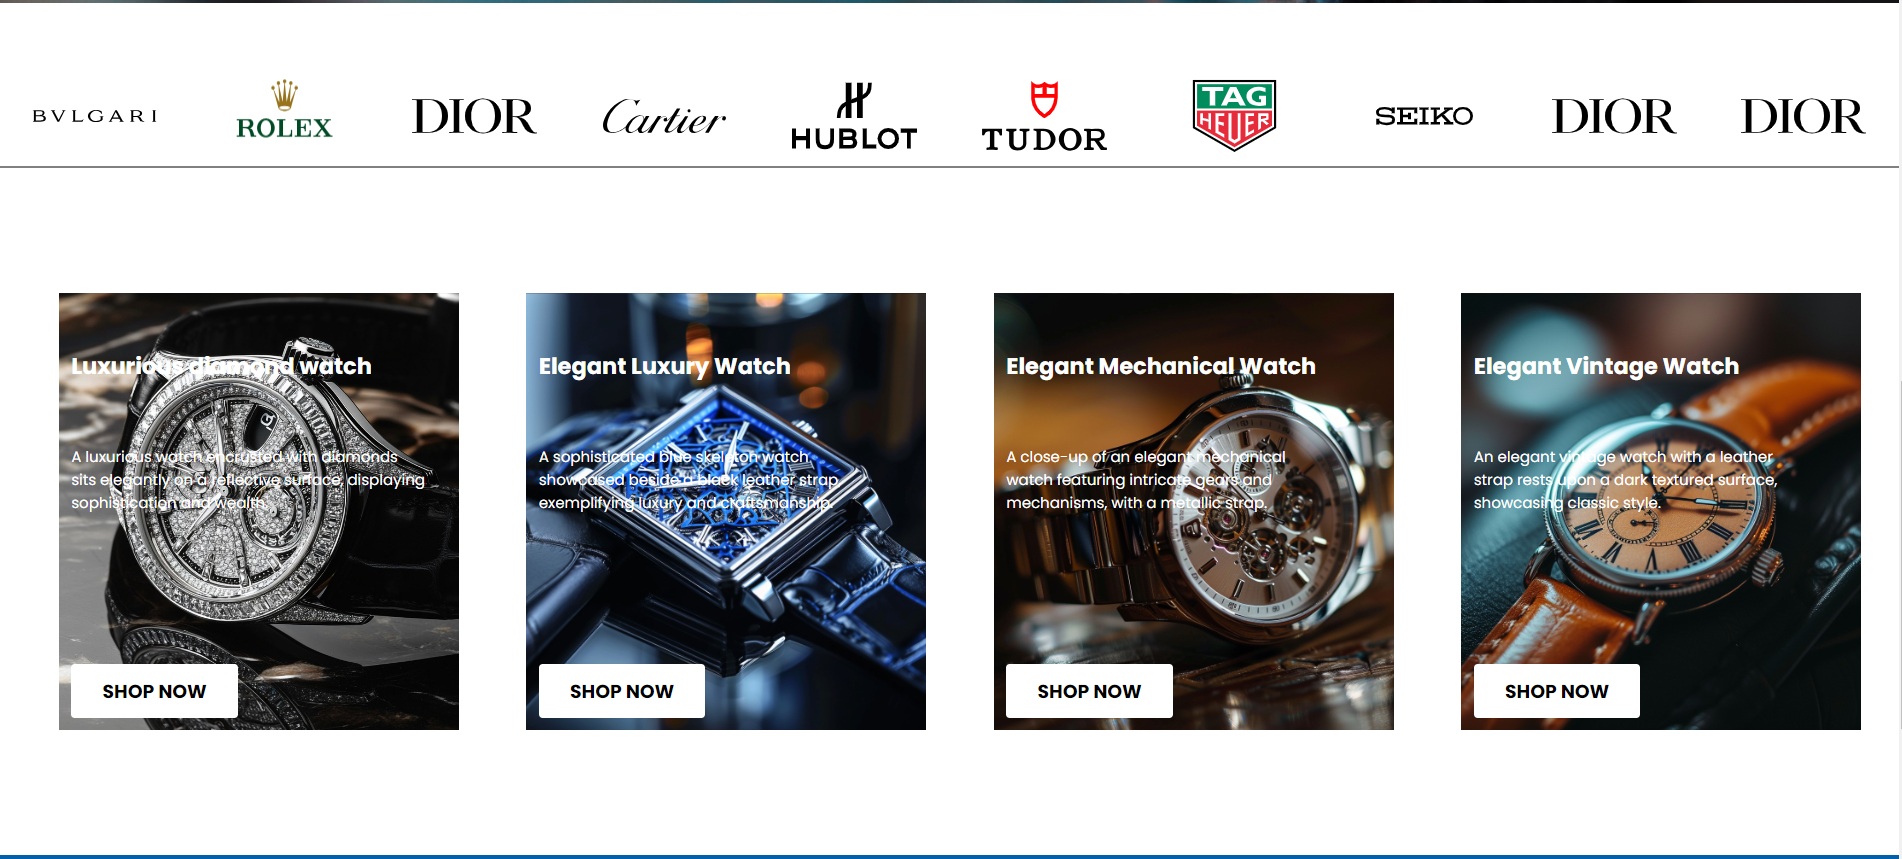 BVLGARI
ROLEX
DIOR
Cartier
HUBLOT
TUDOR
TAG
HEUER
SEIKO
DIOR
DIOR
Luxurious diamond watch
A luxurious watch encrusted with diamonds
sits elegantly on a reflective surface, displaying
sophistication and wealth.
SHOP NOW
Elegant Luxury Watch
A sophisticated blue skeleton watch
showcased beside a black leather strap
exemplifying luxury and craftsmanship.
SHOP NOW
Elegant Mechanical Watch
A close-up of an elegant mechanical
watch featuring intricate gears and
mechanisms, with a metallic strap.
SHOP NOW
Elegant Vintage Watch
An elegant vintage watch with a leather
strap rests upon a dark textured surface,
showcasing classic style.
SHOP NOW